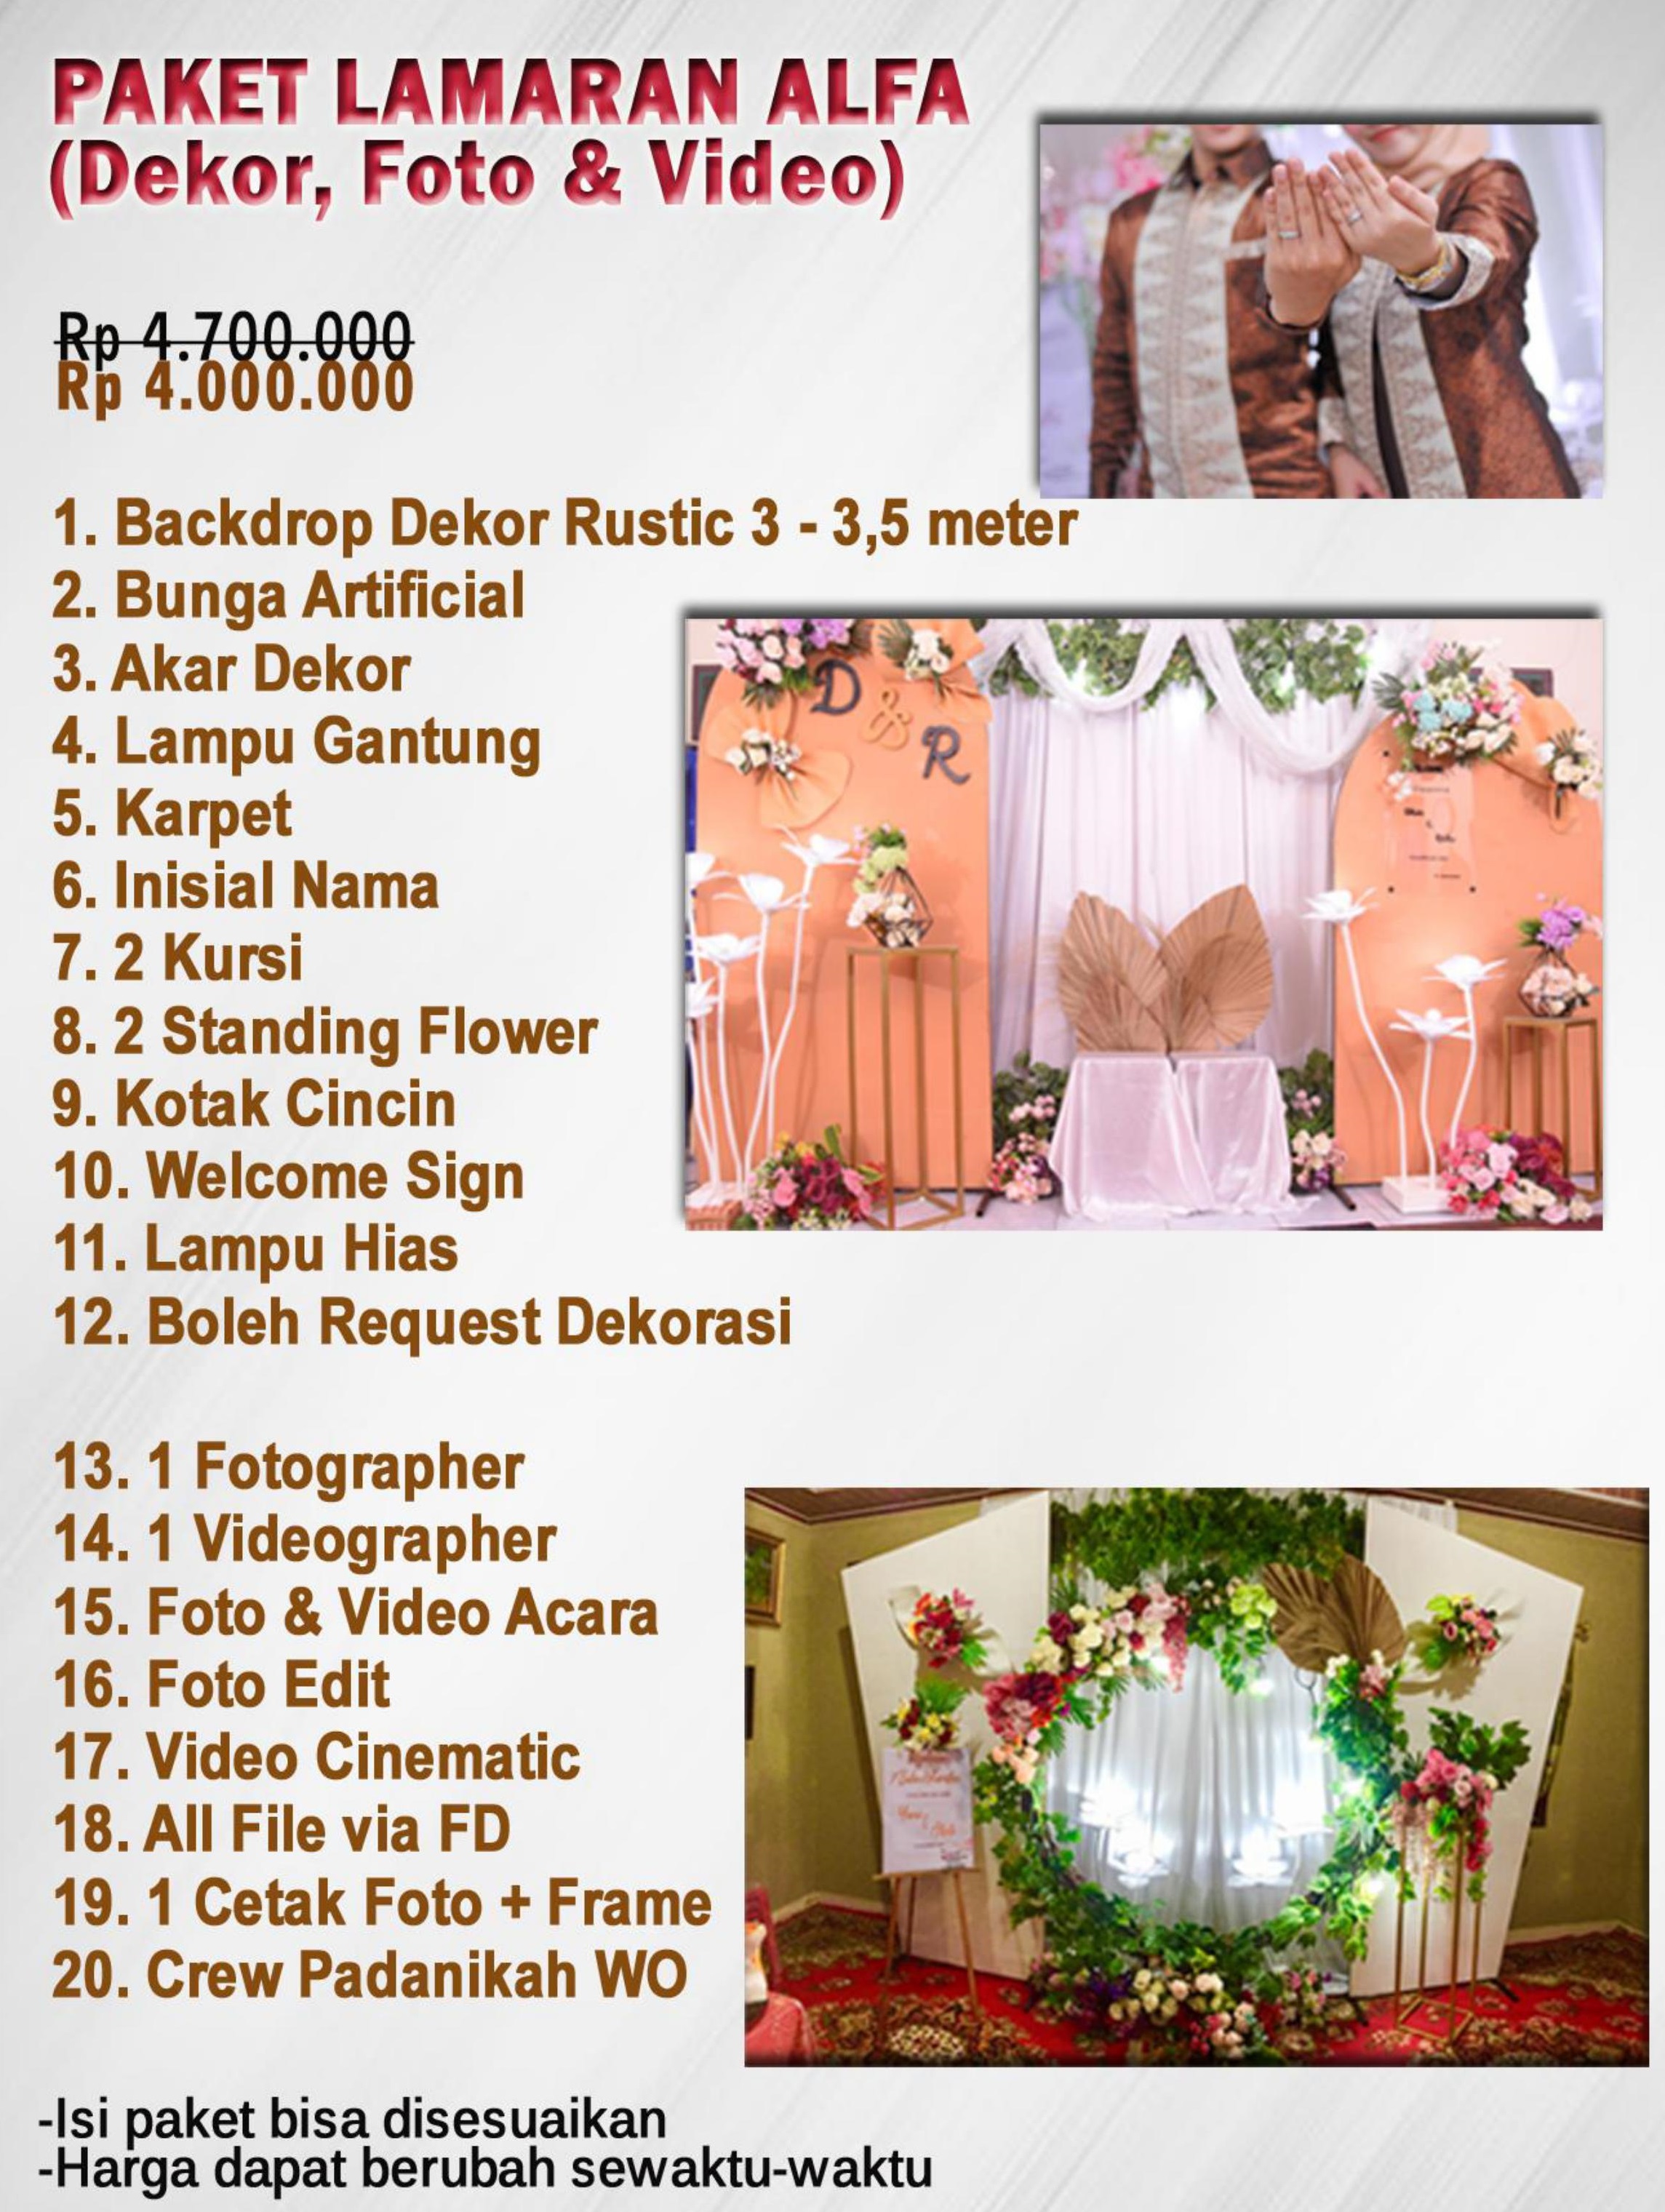 PAKET LAMARAN ALFA
(Dekor, Foto & Video)
Rp 4.700.000
Rp 4.000.000
1. Backdrop Dekor Rustic 3 - 3,5 meter
2. Bunga Artificial
3. Akar Dekor
4. Lampu Gantung
5. Karpet
6. Inisial Nama
7. 2 Kursi
8. 2 Standing Flower
9. Kotak Cincin
10. Welcome Sign
11. Lampu Hias
12. Boleh Request Dekorasi
D & R
13. 1 Fotographer
14. 1 Videographer
15. Foto & Video Acara
16. Foto Edit
17. Video Cinematic
18. All File via FD
19. 1 Cetak Foto + Frame
20. Crew Padanikah WO
-Isi paket bisa disesuaikan
-Harga dapat berubah sewaktu-waktu